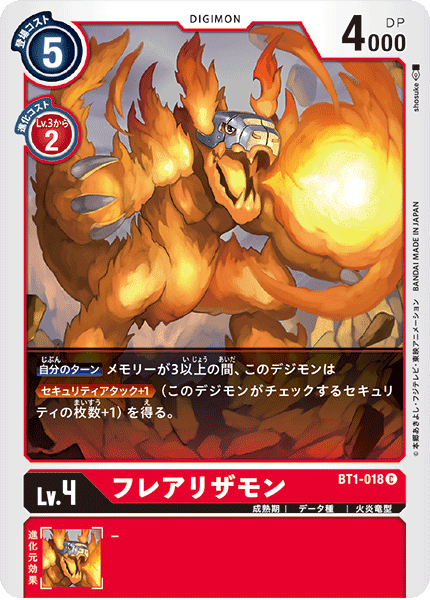 登場コスト
5
DIGIMON
DP
4000
進化コスト
Lv.3から
2
shosuke
©本郷あきよし・フジテレビ・東映アニメーション BANDAI MADE IN JAPAN
自分のターン メモリーが3以上の間、このデジモンは
セキュリティアタック+1 (このデジモンがチェックするセキュリ
ティの枚数+1) を得る。
BT1-018 C
Lv.4 フレアリザモン
成熟期 | データ種 | 火炎竜型
進化元効果
–